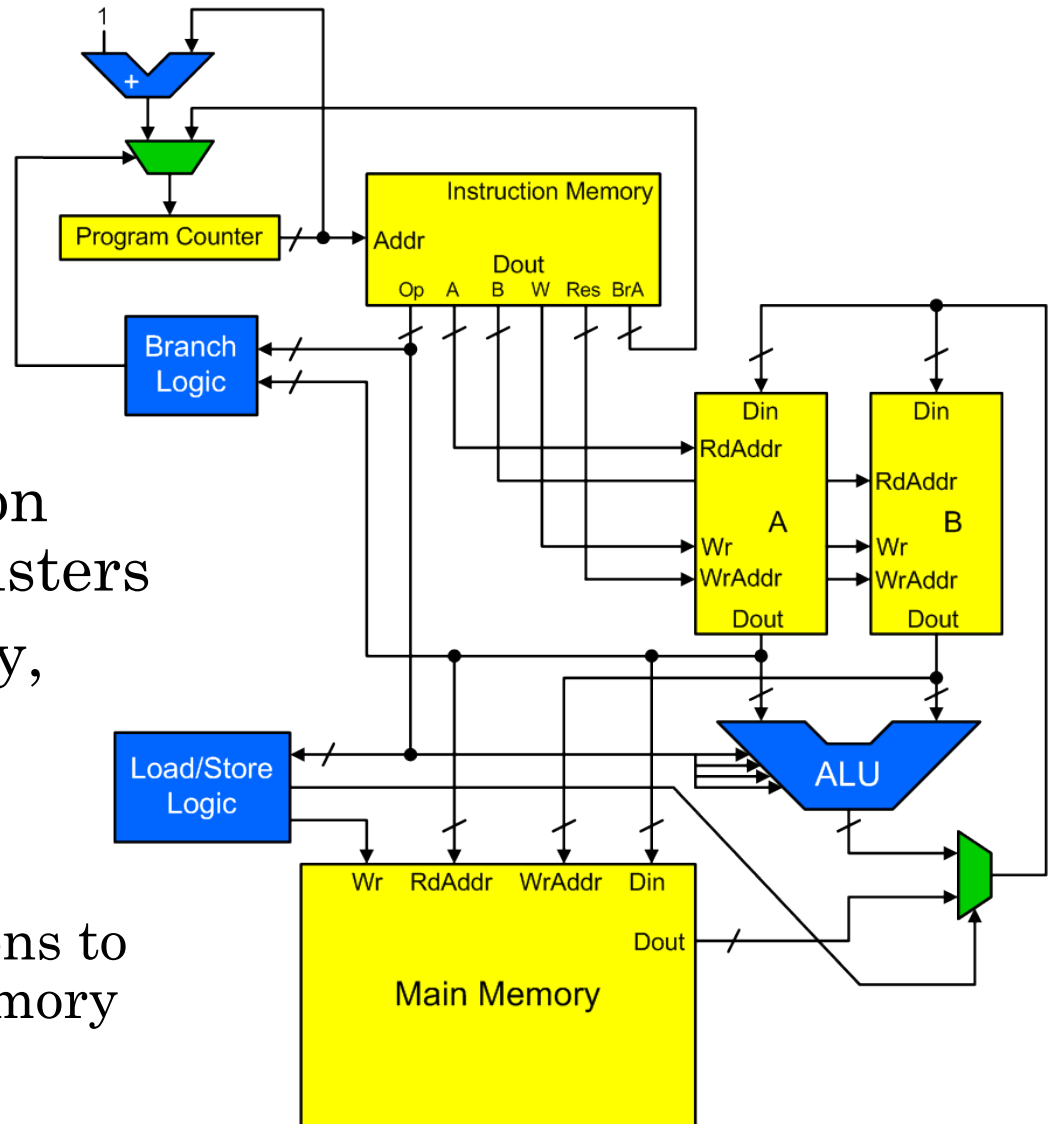 1
+
Program Counter
Instruction Memory
Addr
Dout
Op A B W Res BrA
Branch
Logic
Din
RdAddr
A
Wr
WrAddr
Dout
Din
RdAddr
B
Wr
WrAddr
Dout
on
sters
y,
ALU
Load/Store
Logic
Wr RdAddr WrAddr Din
Dout
Main Memory
ns to
mory